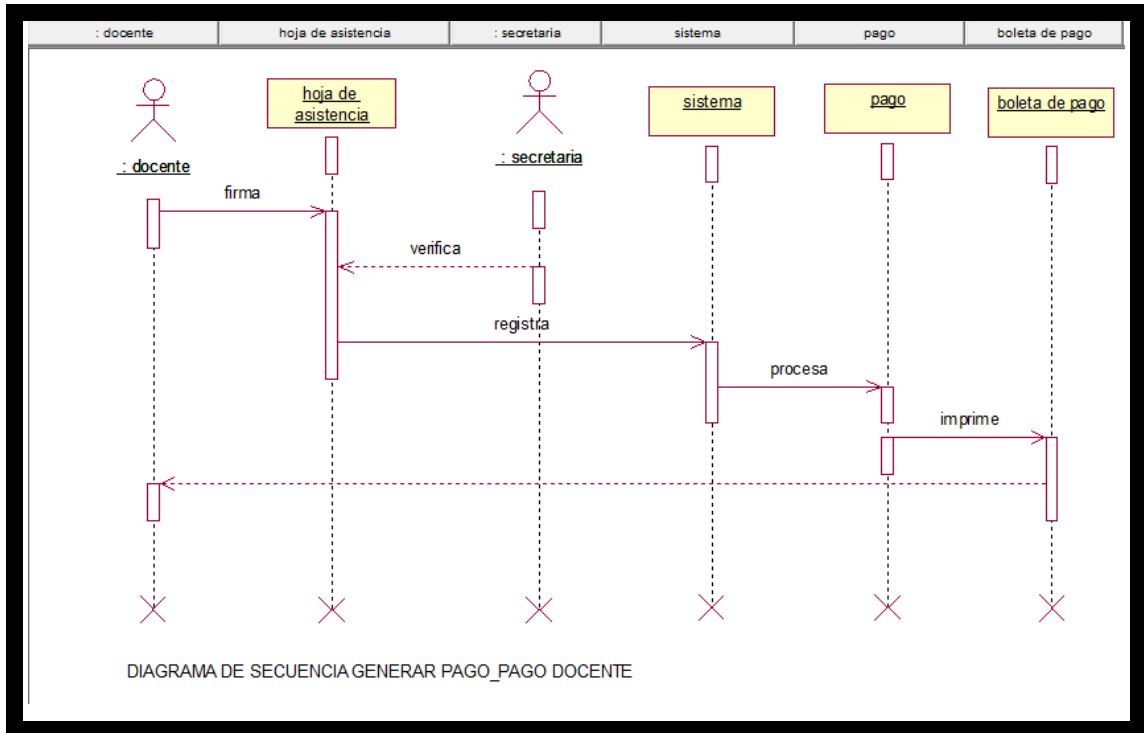 : docente
hoja de asistencia
: secretaria
sistema
pago
boleta de pago
hoja de
asistencia
sistema
pago
boleta de pago
: docente
: secretaria
firma
verifica
registra
procesa
imprime
DIAGRAMA DE SECUENCIA GENERAR PAGO_PAGO DOCENTE